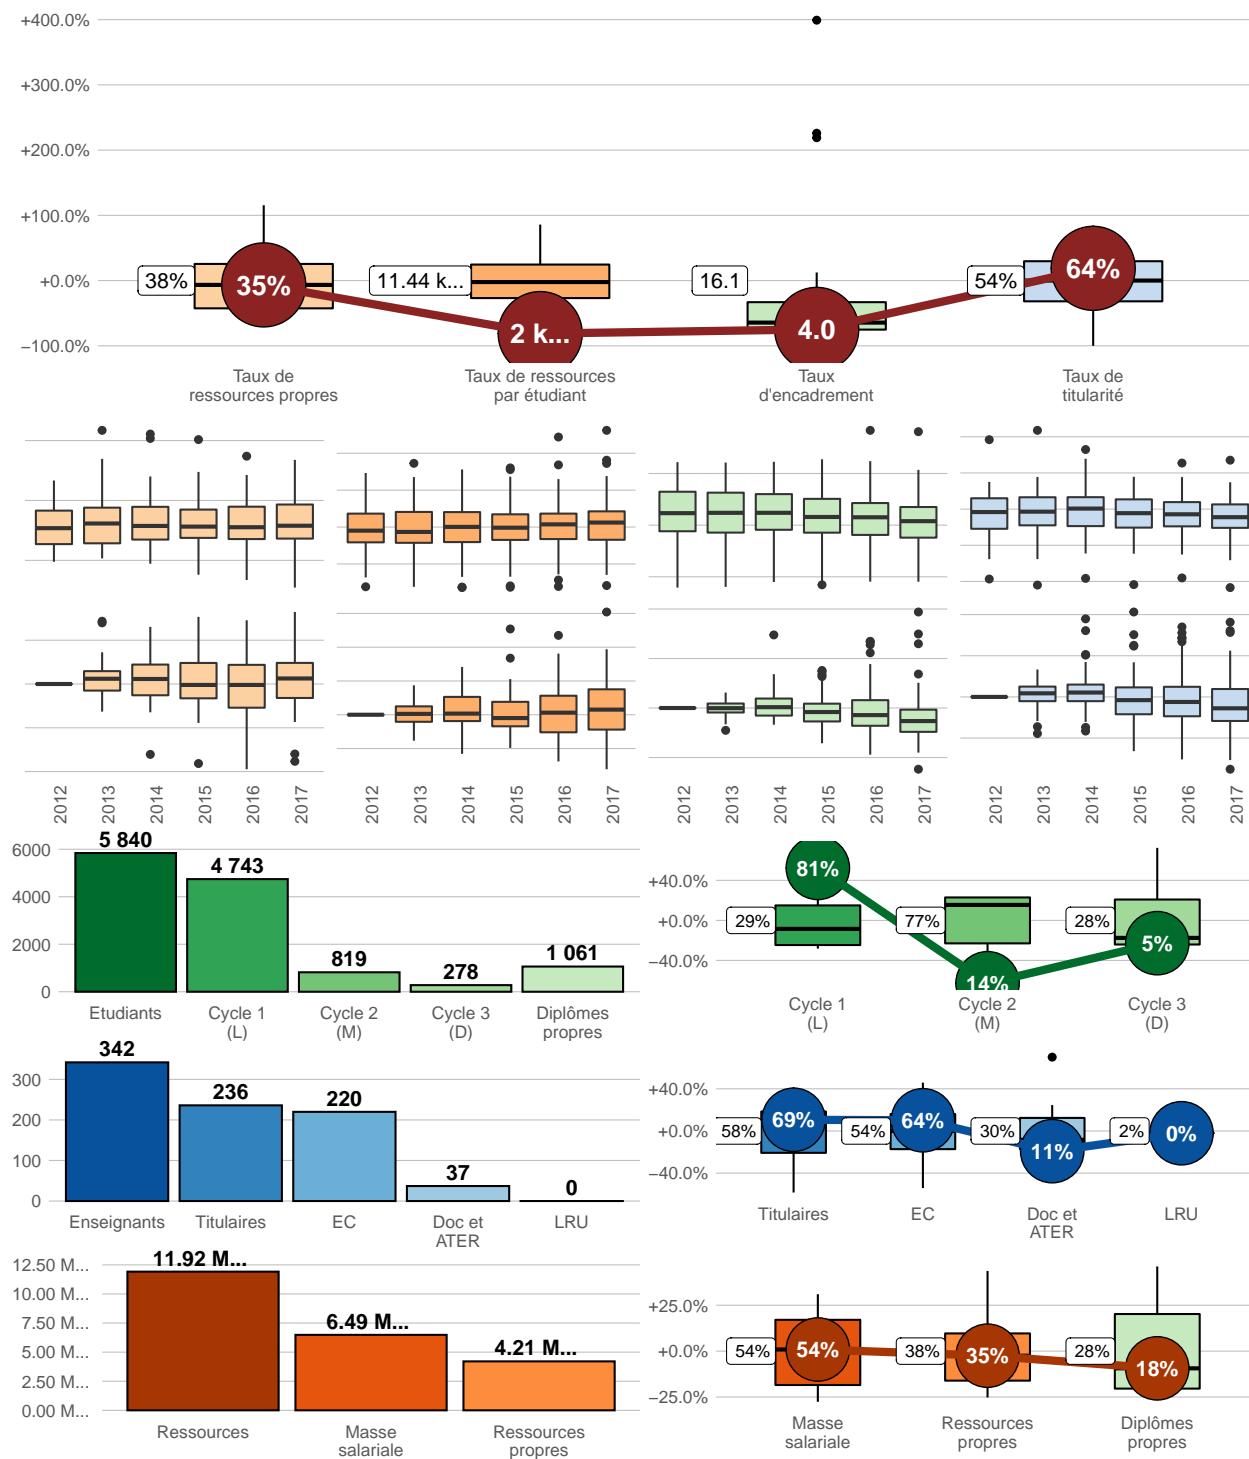 +400.0%
+300.0%
+200.0%
+100.0%
+0.0%
−100.0%
38%
35%
11.44 k...
2 k...
16.1
4.0
54%
64%
Taux de
ressources propres
Taux de ressources
par étudiant
Taux
d'encadrement
Taux de
titularité
2012
2013
2014
2015
2016
2017
2012
2013
2014
2015
2016
2017
2012
2013
2014
2015
2016
2017
2012
2013
2014
2015
2016
2017
6000
4000
2000
0
5 840
4 743
819
278
1 061
Etudiants
Cycle 1
(L)
Cycle 2
(M)
Cycle 3
(D)
Diplômes
propres
+40.0%
+0.0%
−40.0%
29%
81%
77%
14%
28%
5%
Cycle 1
(L)
Cycle 2
(M)
Cycle 3
(D)
300
200
100
0
342
236
220
37
0
Enseignants
Titulaires
EC
Doc et
ATER
LRU
+40.0%
+0.0%
−40.0%
58%
69%
54%
64%
30%
11%
2%
0%
Titulaires
EC
Doc et
ATER
LRU
12.50 M...
10.00 M...
7.50 M...
5.00 M...
2.50 M...
0.00 M...
11.92 M...
6.49 M...
4.21 M...
Ressources
Masse
salariale
Ressources
propres
+25.0%
+0.0%
−25.0%
54%
54%
38%
35%
28%
18%
Masse
salariale
Ressources
propres
Diplômes
propres